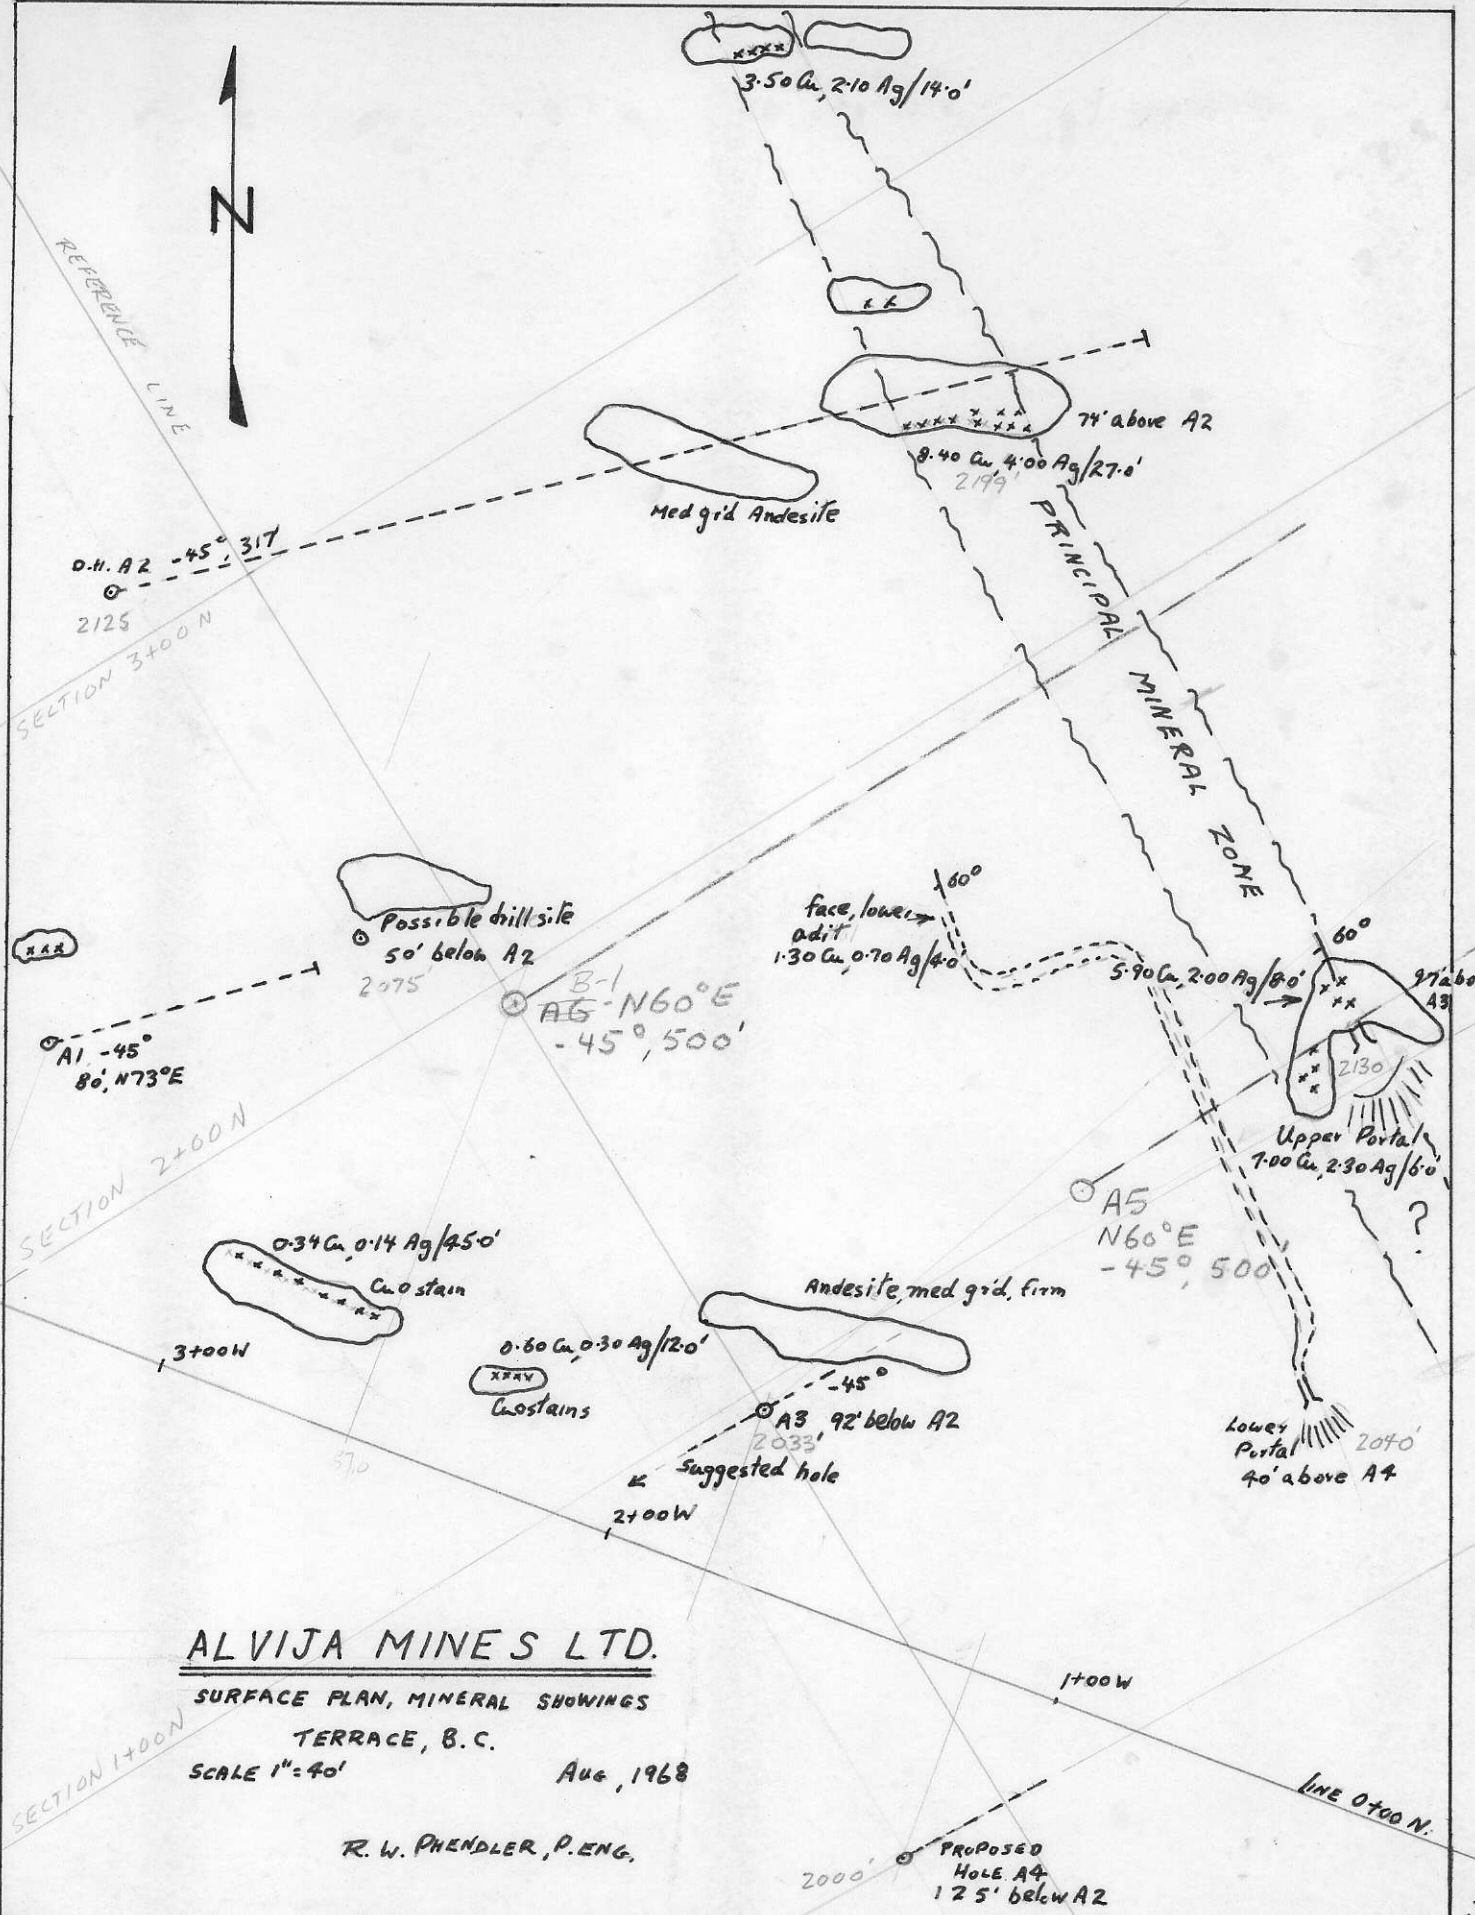 3.50 Cu, 2.10 Ag/14.0'
N
REFERENCE LINE
74' above A2
8.40 Cu, 4.00 Ag/27.0'
2199'
Med gr'd Andesite
PRINCIPAL MINERAL ZONE
D.H. A2 -45°, 317'
2125
SECTION 3+00 N
Possible drill site
50' below A2
2075'
B-1
A6 - N60°E
-45°, 500'
60°
face, lower
adit
1.30 Cu, 0.70 Ag/4.0'
60°
5.90 Cu, 2.00 Ag/8.0'
97' abo
A3
2130
Upper Portal
7.00 Cu, 2.30 Ag/6.0'
?
A1, -45°
80', N73°E
SECTION 2+00 N
A5
N60°E
-45°, 500'
0.34 Cu, 0.14 Ag/45.0'
CuO stain
Andesite, med gr'd, firm
3+00W
0.60 Cu, 0.30 Ag/12.0'
CuO stains
-45°
A3, 92' below A2
2033'
Suggested hole
Lower
Portal
2040'
40' above A4
2+00W
ALVIJA MINES LTD.
SURFACE PLAN, MINERAL SHOWINGS
TERRACE, B.C.
SCALE 1"=40'
AUG, 1968
R. W. PHENDLER, P. ENG.
SECTION 1+00N
1+00W
LINE 0+00 N.
2000'
PROPOSED
HOLE A4
125' below A2